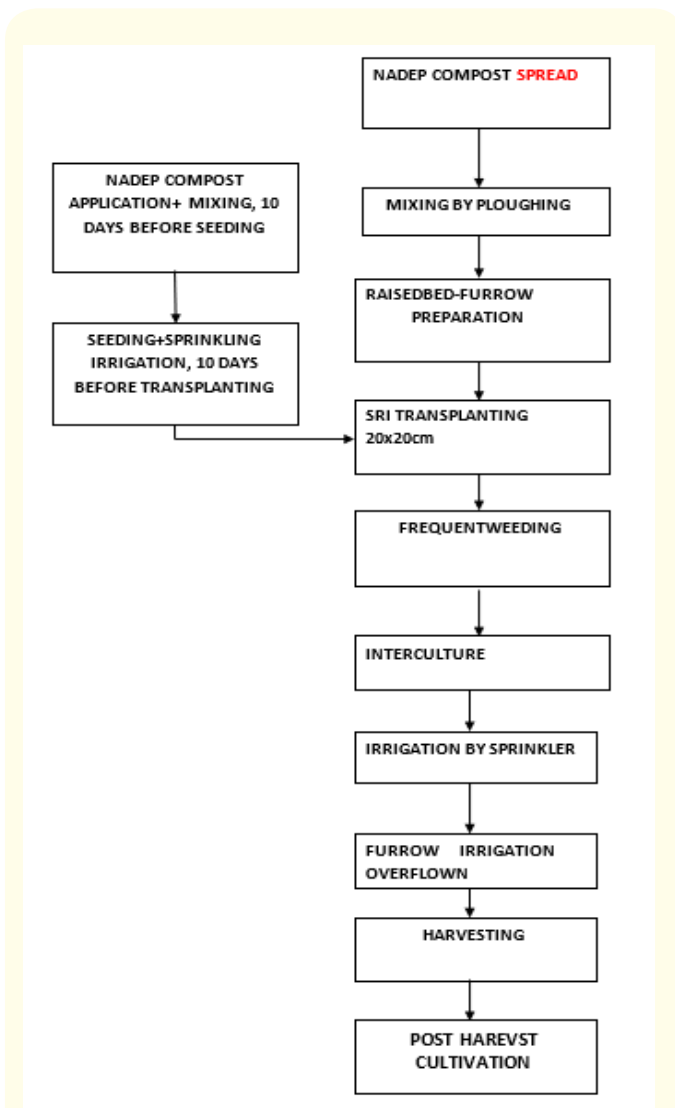 NADEP COMPOST SPREAD
NADEP COMPOST
APPLICATION+ MIXING, 10
DAYS BEFORE SEEDING
MIXING BY PLOUGHING
RAISEDBED-FURROW
PREPARATION
SEEDING+SPRINKLING
IRRIGATION, 10 DAYS
BEFORE TRANSPLANTING
SRI TRANSPLANTING
20x20cm
FREQUENTWEEDING
INTERCULTURE
IRRIGATION BY SPRINKLER
FURROW IRRIGATION
OVERFLOWN
HARVESTING
POST HAREVST
CULTIVATION